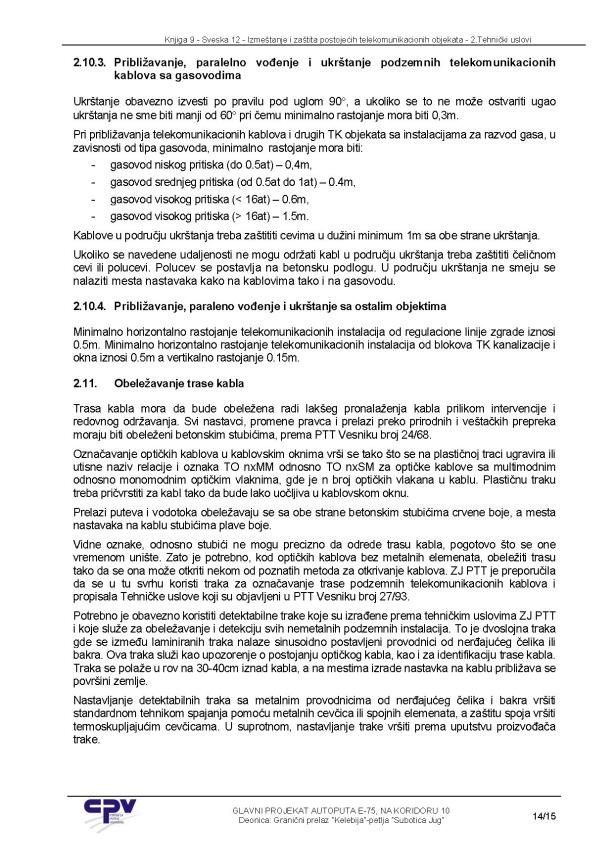 Knjiga 9 - Sveska 12 - Izmeštanje i zaštita postojećih telekomunikacionih objekata - 2.Tehnički uslovi
2.10.3. Približavanje, paralelno vođenje i ukrštanje podzemnih telekomunikacionih
kablova sa gasovodima
Ukrštanje obavezno izvesti po pravilu pod uglom 90°, a ukoliko se to ne može ostvariti ugao
ukrštanja ne sme biti manji od 60° pri čemu minimalno rastojanje mora biti 0,3m.
Pri približavanja telekomunikacionih kablova i drugih TK objekata sa instalacijama za razvod gasa, u
zavisnosti od tipa gasovoda, minimalno rastojanje mora biti:
- gasovod niskog pritiska (do 0.5at) – 0,4m,
- gasovod srednjeg pritiska (od 0.5at do 1at) – 0.4m,
- gasovod visokog pritiska (< 16at) – 0.6m,
- gasovod visokog pritiska (> 16at) – 1.5m.
Kablove u području ukrštanja treba zaštititi cevima u dužini minimum 1m sa obe strane ukrštanja.
Ukoliko se navedene udaljenosti ne mogu održati kabl u području ukrštanja treba zaštititi čeličnom
cevi ili polucevi. Polucev se postavlja na betonsku podlogu. U području ukrštanja ne smeju se
nalaziti mesta nastavaka kako na kablovima tako i na gasovodu.
2.10.4. Približavanje, paraleno vođenje i ukrštanje sa ostalim objektima
Minimalno horizontalno rastojanje telekomunikacionih instalacija od regulacione linije zgrade iznosi
0.5m. Minimalno horizontalno rastojanje telekomunikacionih instalacija od blokova TK kanalizacije i
okna iznosi 0.5m a vertikalno rastojanje 0.15m.
2.11. Obeležavanje trase kabla
Trasa kabla mora da bude obeležena radi lakšeg pronalaženja kabla prilikom intervencije i
redovnog održavanja. Svi nastavci, promene pravca i prelazi preko prirodnih i veštačkih prepreka
moraju biti obeleženi betonskim stubićima, prema PTT Vesniku broj 24/68.
Označavanje optičkih kablova u kablovskim oknima vrši se tako što se na plastičnoj traci ugravira ili
utisne naziv relacije i oznaka TO nxMM odnosno TO nxSM za optičke kablove sa multimodnim
odnosno monomodnim optičkim vlaknima, gde je n broj optičkih vlakana u kablu. Plastičnu traku
treba pričvrstiti za kabl tako da bude lako uočljiva u kablovskom oknu.
Prelazi puteva i vodotoka obeležavaju se sa obe strane betonskim stubićima crvene boje, a mesta
nastavaka na kablu stubićima plave boje.
Vidne oznake, odnosno stubići ne mogu precizno da odrede trasu kabla, pogotovo što se one
vremenom unište. Zato je potrebno, kod optičkih kablova bez metalnih elemenata, obeležiti trasu
tako da se ona može otkriti nekom od poznatih metoda za otkrivanje kablova. ZJ PTT je preporučila
da se u tu svrhu koristi traka za označavanje trase podzemnih telekomunikacionih kablova i
propisala Tehničke uslove koji su objavljeni u PTT Vesniku broj 27/93.
Potrebno je obavezno koristiti detektabilne trake koje su izrađene prema tehničkim uslovima ZJ PTT
i koje služe za obeležavanje i detekciju svih nemetalnih podzemnih instalacija. To je dvoslojna traka
gde se između laminiranih traka nalaze sinusoidno postavljeni provodnici od nerđajućeg čelika ili
bakra. Ova traka služi kao upozorenje o postojanju optičkog kabla, kao i za identifikaciju trase kabla.
Traka se polaže u rov na 30-40cm iznad kabla, a na mestima izrade nastavka na kablu približava se
površini zemlje.
Nastavljanje detektabilnih traka sa metalnim provodnicima od nerđajućeg čelika i bakra vršiti
standardnom tehnikom spajanja pomoću metalnih cevčica ili spojnih elemenata, a zaštitu spoja vršiti
termoskupljajućim cevčicama. U suprotnom, nastavljanje trake vršiti prema uputstvu proizvođača
trake.
CPV
GLAVNI PROJEKAT AUTOPUTA E-75, NA KORIDORU 10
Deonica: Granični prelaz "Kelebija"-petlja "Subotica Jug"
14/15